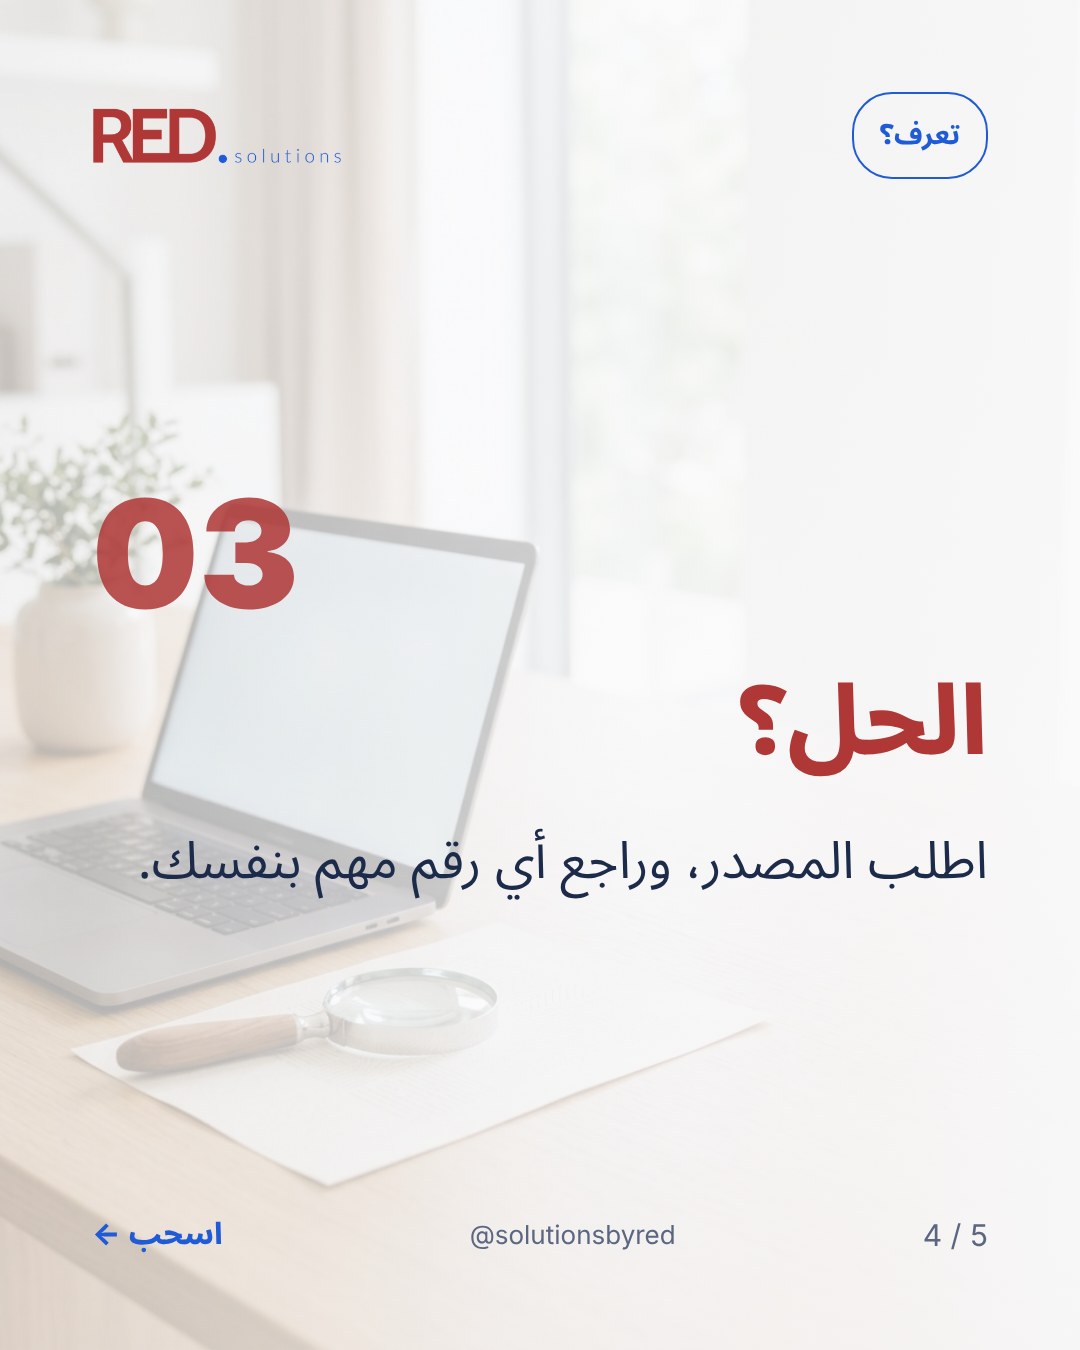 RED.solutions
تعرف؟
03
الحل؟
اطلب المصدر، وراجع أي رقم مهم بنفسك.
اسحب ←
@solutionsbyred
4 / 5